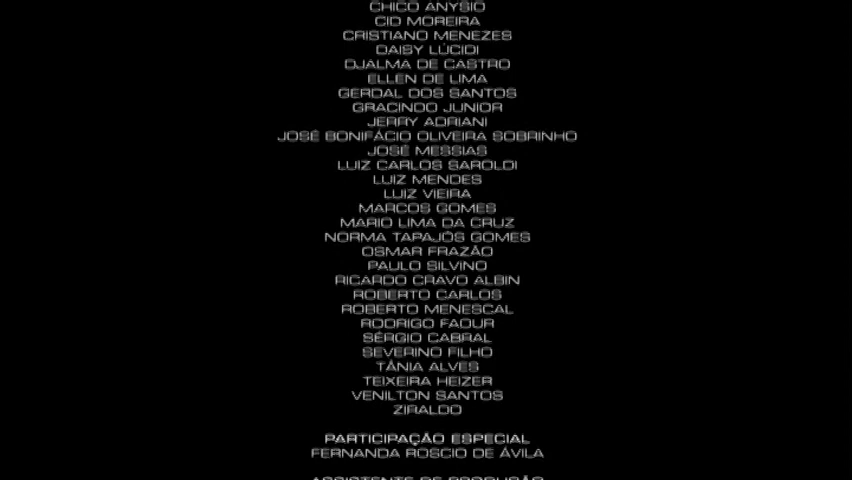 CHICO ANYSIO
CID MOREIRA
CRISTIANO MENEZES
DAISY LÚCIDI
DJALMA DE CASTRO
ELLEN DE LIMA
GERDAL DOS SANTOS
GRACINDO JUNIOR
JERRY ADRIANI
JOSÉ BONIFÁCIO OLIVEIRA SOBRINHO
JOSÉ MESSIAS
LUIZ CARLOS SAROLDI
LUIZ MENDES
LUIZ VIEIRA
MARCOS GOMES
MARIO LIMA DA CRUZ
NORMA TAPAJÓS GOMES
OSMAR FRAZÃO
PAULO SILVINO
RICARDO CRAVO ALBIN
ROBERTO CARLOS
ROBERTO MENESCAL
RODRIGO FAOUR
SÉRGIO CABRAL
SEVERINO FILHO
TÂNIA ALVES
TEIXEIRA HEIZER
VENILTON SANTOS
ZIRALDO
PARTICIPAÇÃO ESPECIAL
FERNANDA ROSCIO DE ÁVILA
ASSISTENTE DE PRODUÇÃO